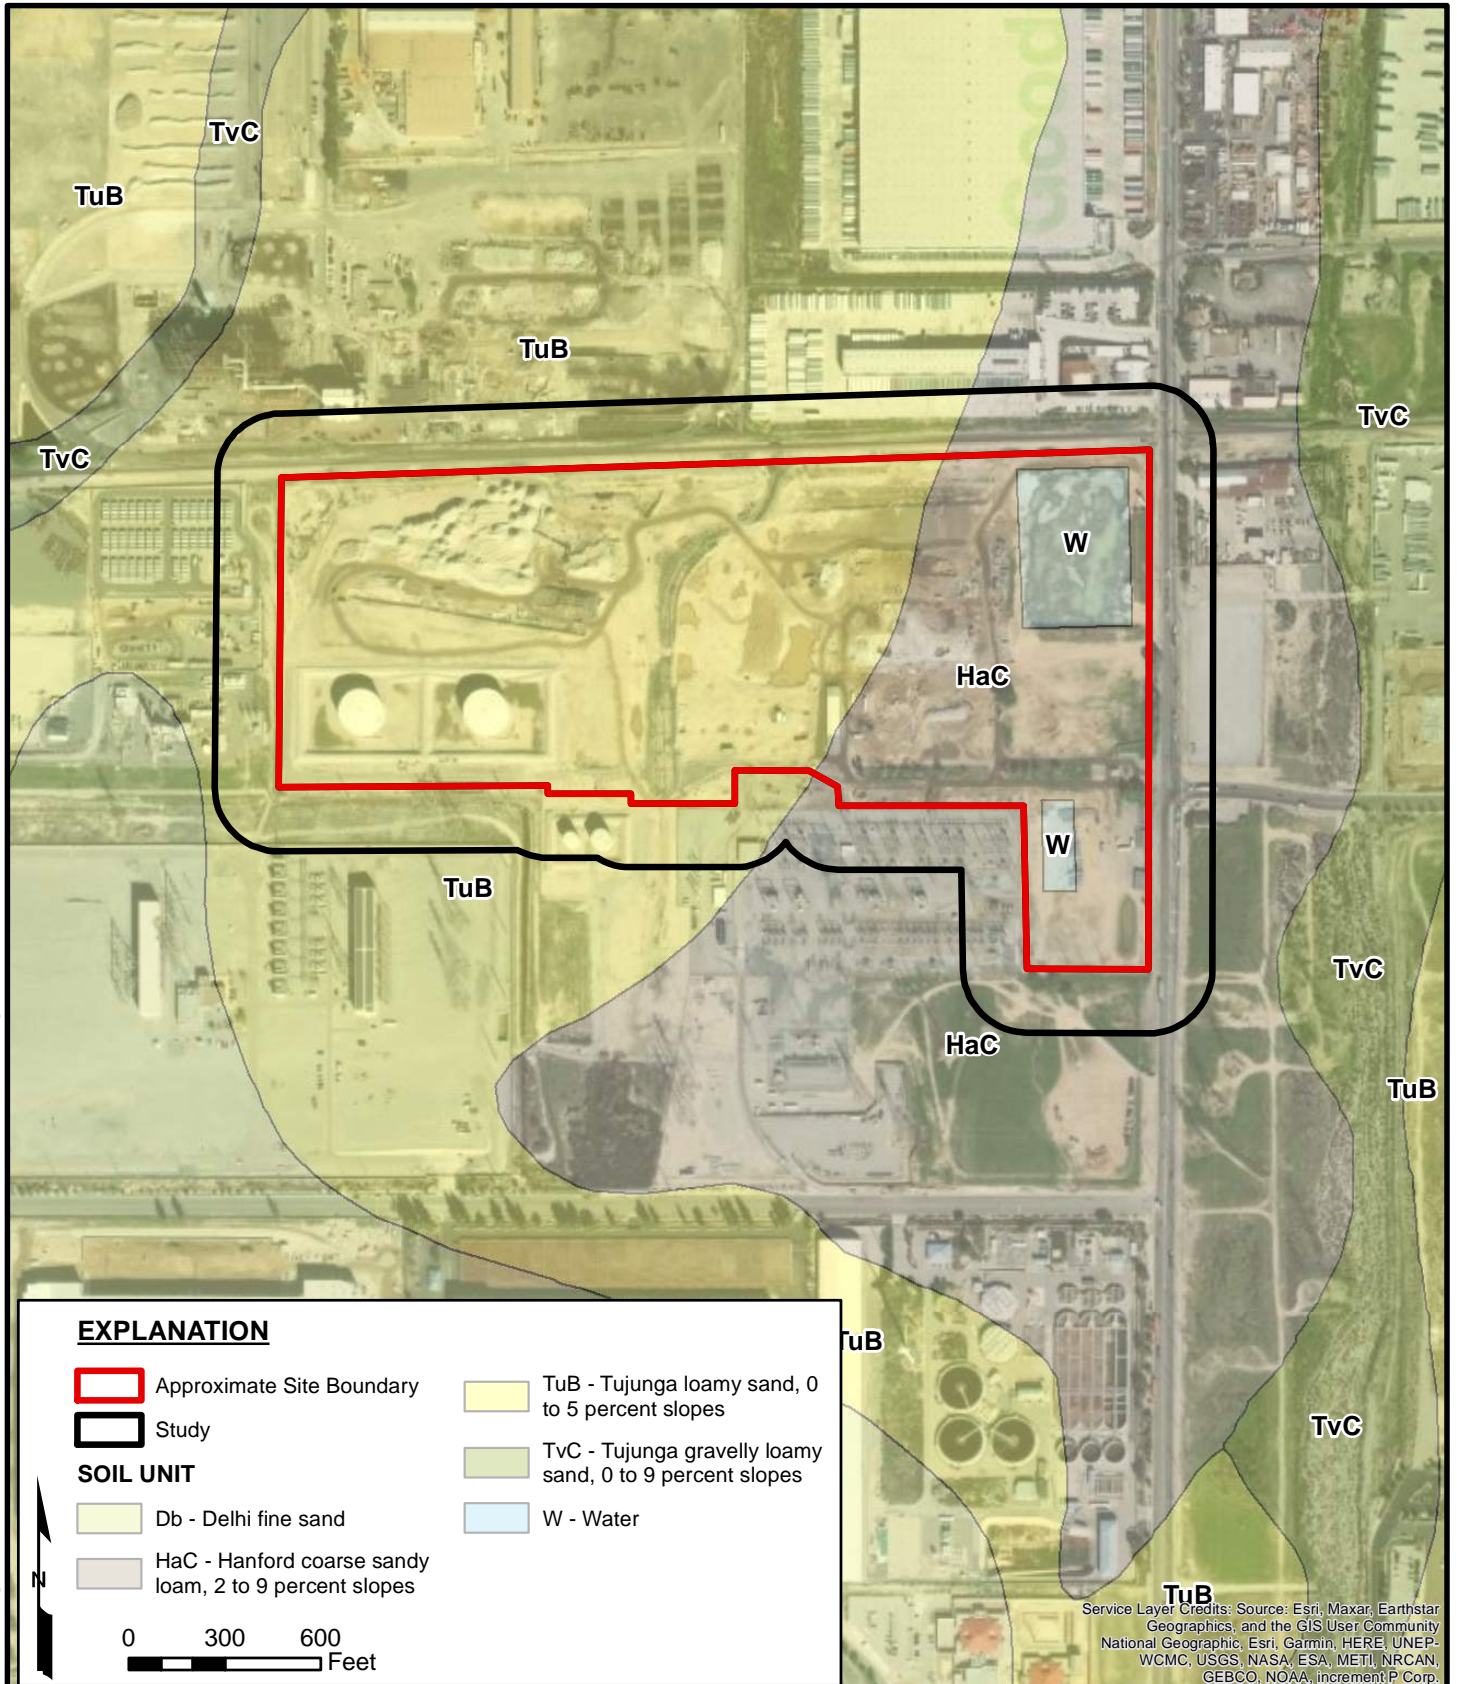 Good
TvC
TuB
TuB
TvC
TvC
W
HaC
W
TuB
TvC
HaC
TuB
TuB
TvC
TuB
EXPLANATION
Approximate Site Boundary
Study
SOIL UNIT
Db - Delhi fine sand
HaC - Hanford coarse sandy
loam, 2 to 9 percent slopes
TuB - Tujunga loamy sand, 0
to 5 percent slopes
TvC - Tujunga gravelly loamy
sand, 0 to 9 percent slopes
W - Water
N
0 300 600
Feet
Service Layer Credits: Source: Esri, Maxar, Earthstar
Geographics, and the GIS User Community
National Geographic, Esri, Garmin, HERE, UNEP-
WCMC, USGS, NASA, ESA, METI, NRCAN,
GEBCO, NOAA, increment P Corp.